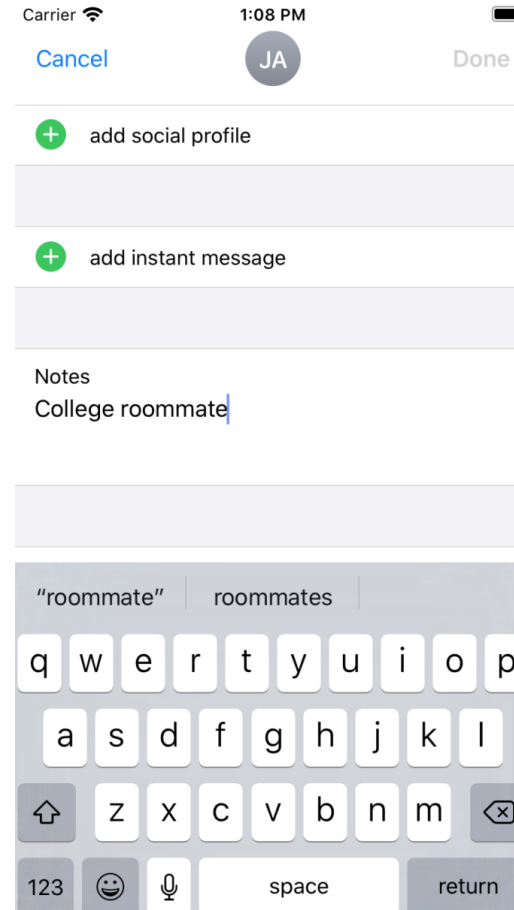 Carrier 1:08 PM
Cancel JA Done
add social profile
add instant message
Notes
College roommate
“roommate” roommates
q w e r t y u i o p
a s d f g h j k l
z x c v b n m
123 space return